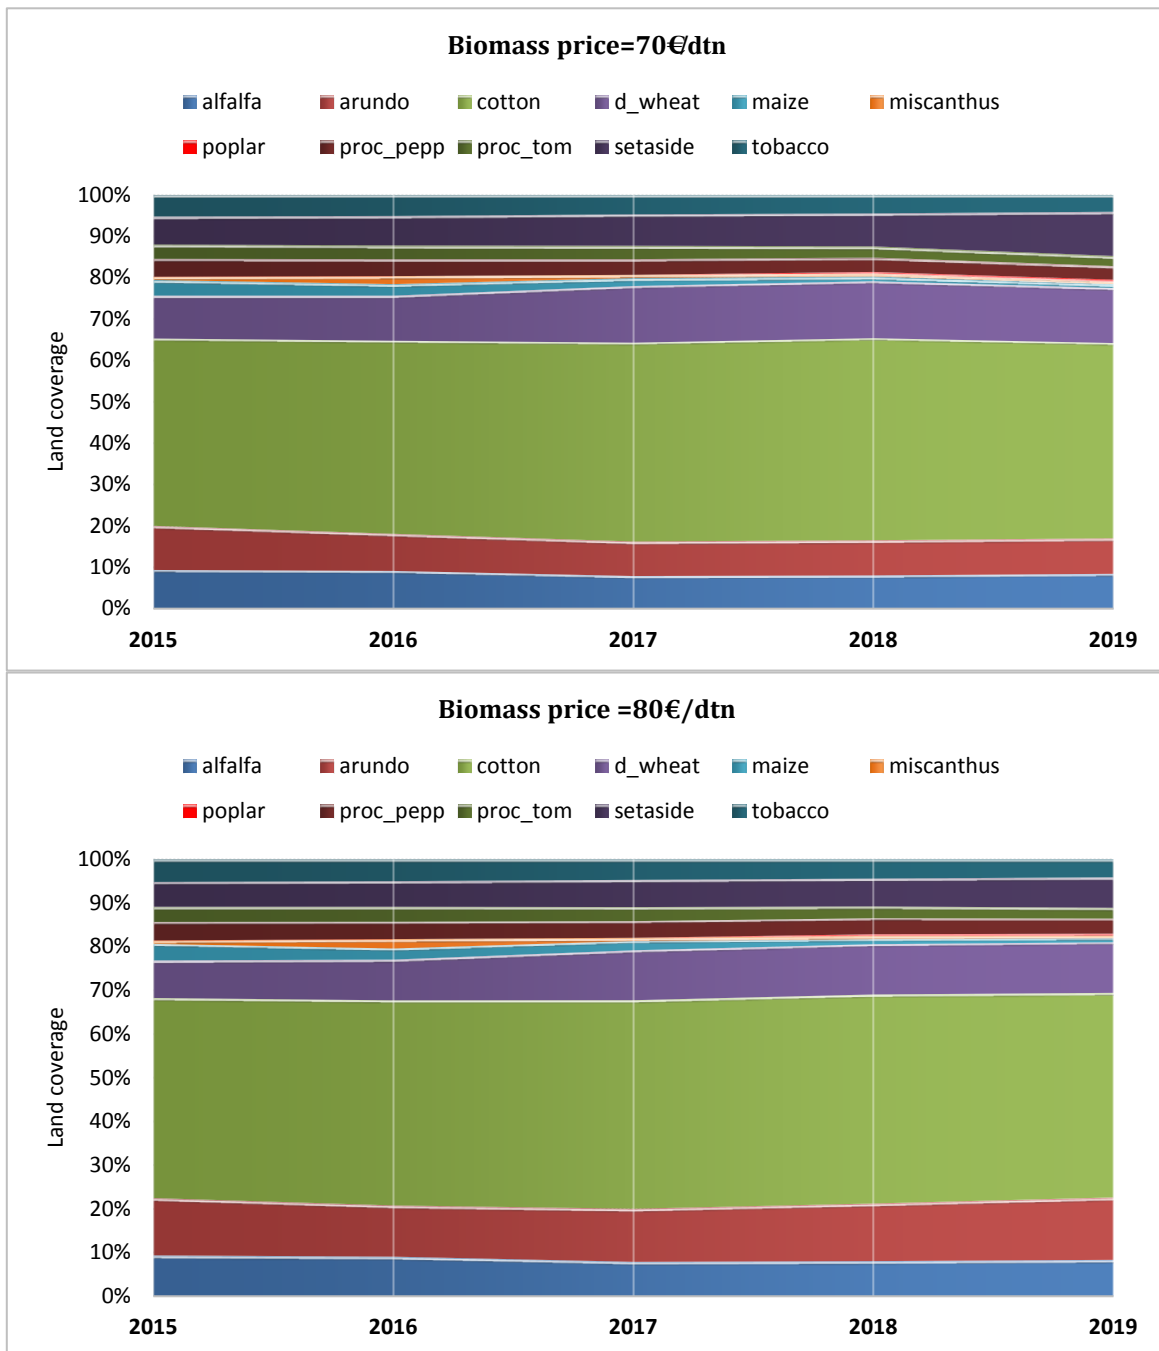 Biomass price=70€/dtn
alfalfa arundo cotton d_wheat maize miscanthus
poplar proc_pepp proc_tom setaside tobacco
100%
90%
80%
70%
60%
50%
40%
30%
20%
10%
0%
Land coverage
2015 2016 2017 2018 2019
Biomass price =80€/dtn
alfalfa arundo cotton d_wheat maize miscanthus
poplar proc_pepp proc_tom setaside tobacco
100%
90%
80%
70%
60%
50%
40%
30%
20%
10%
0%
Land coverage
2015 2016 2017 2018 2019